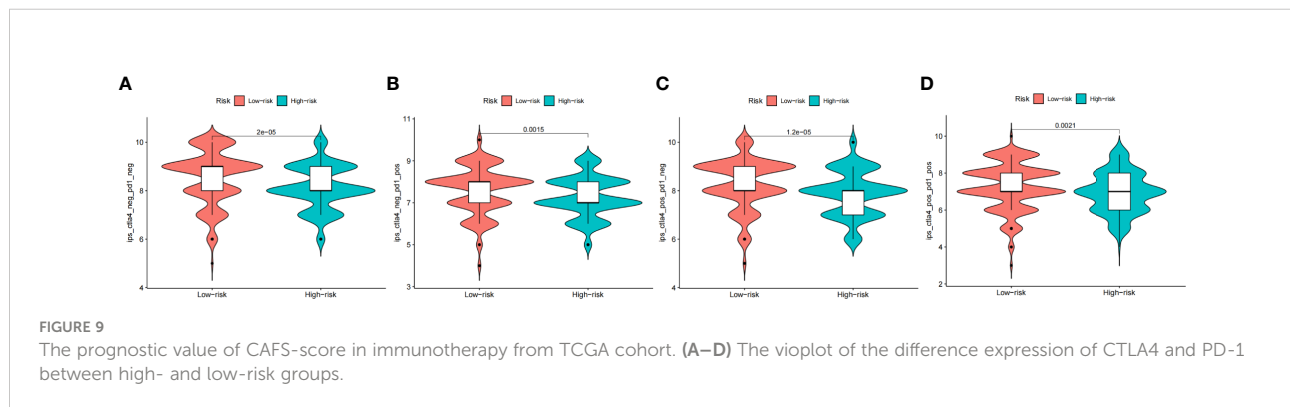 A
Risk Low-risk High-risk
2e-05
ips_ctla4_neg_pd1_neg
10
8
6
4
Low-risk High-risk
B
Risk Low-risk High-risk
0.0015
ips_ctla4_neg_pd1_pos
11
9
7
5
3
Low-risk High-risk
C
Risk Low-risk High-risk
1.2e-05
ips_ctla4_pos_pd1_neg
10
8
6
4
Low-risk High-risk
D
Risk Low-risk High-risk
0.0021
ips_ctla4_pos_pd1_pos
10
8
6
4
2
Low-risk High-risk
FIGURE 9
The prognostic value of CAFS-score in immunotherapy from TCGA cohort. (A–D) The vioplot of the difference expression of CTLA4 and PD-1
between high- and low-risk groups.